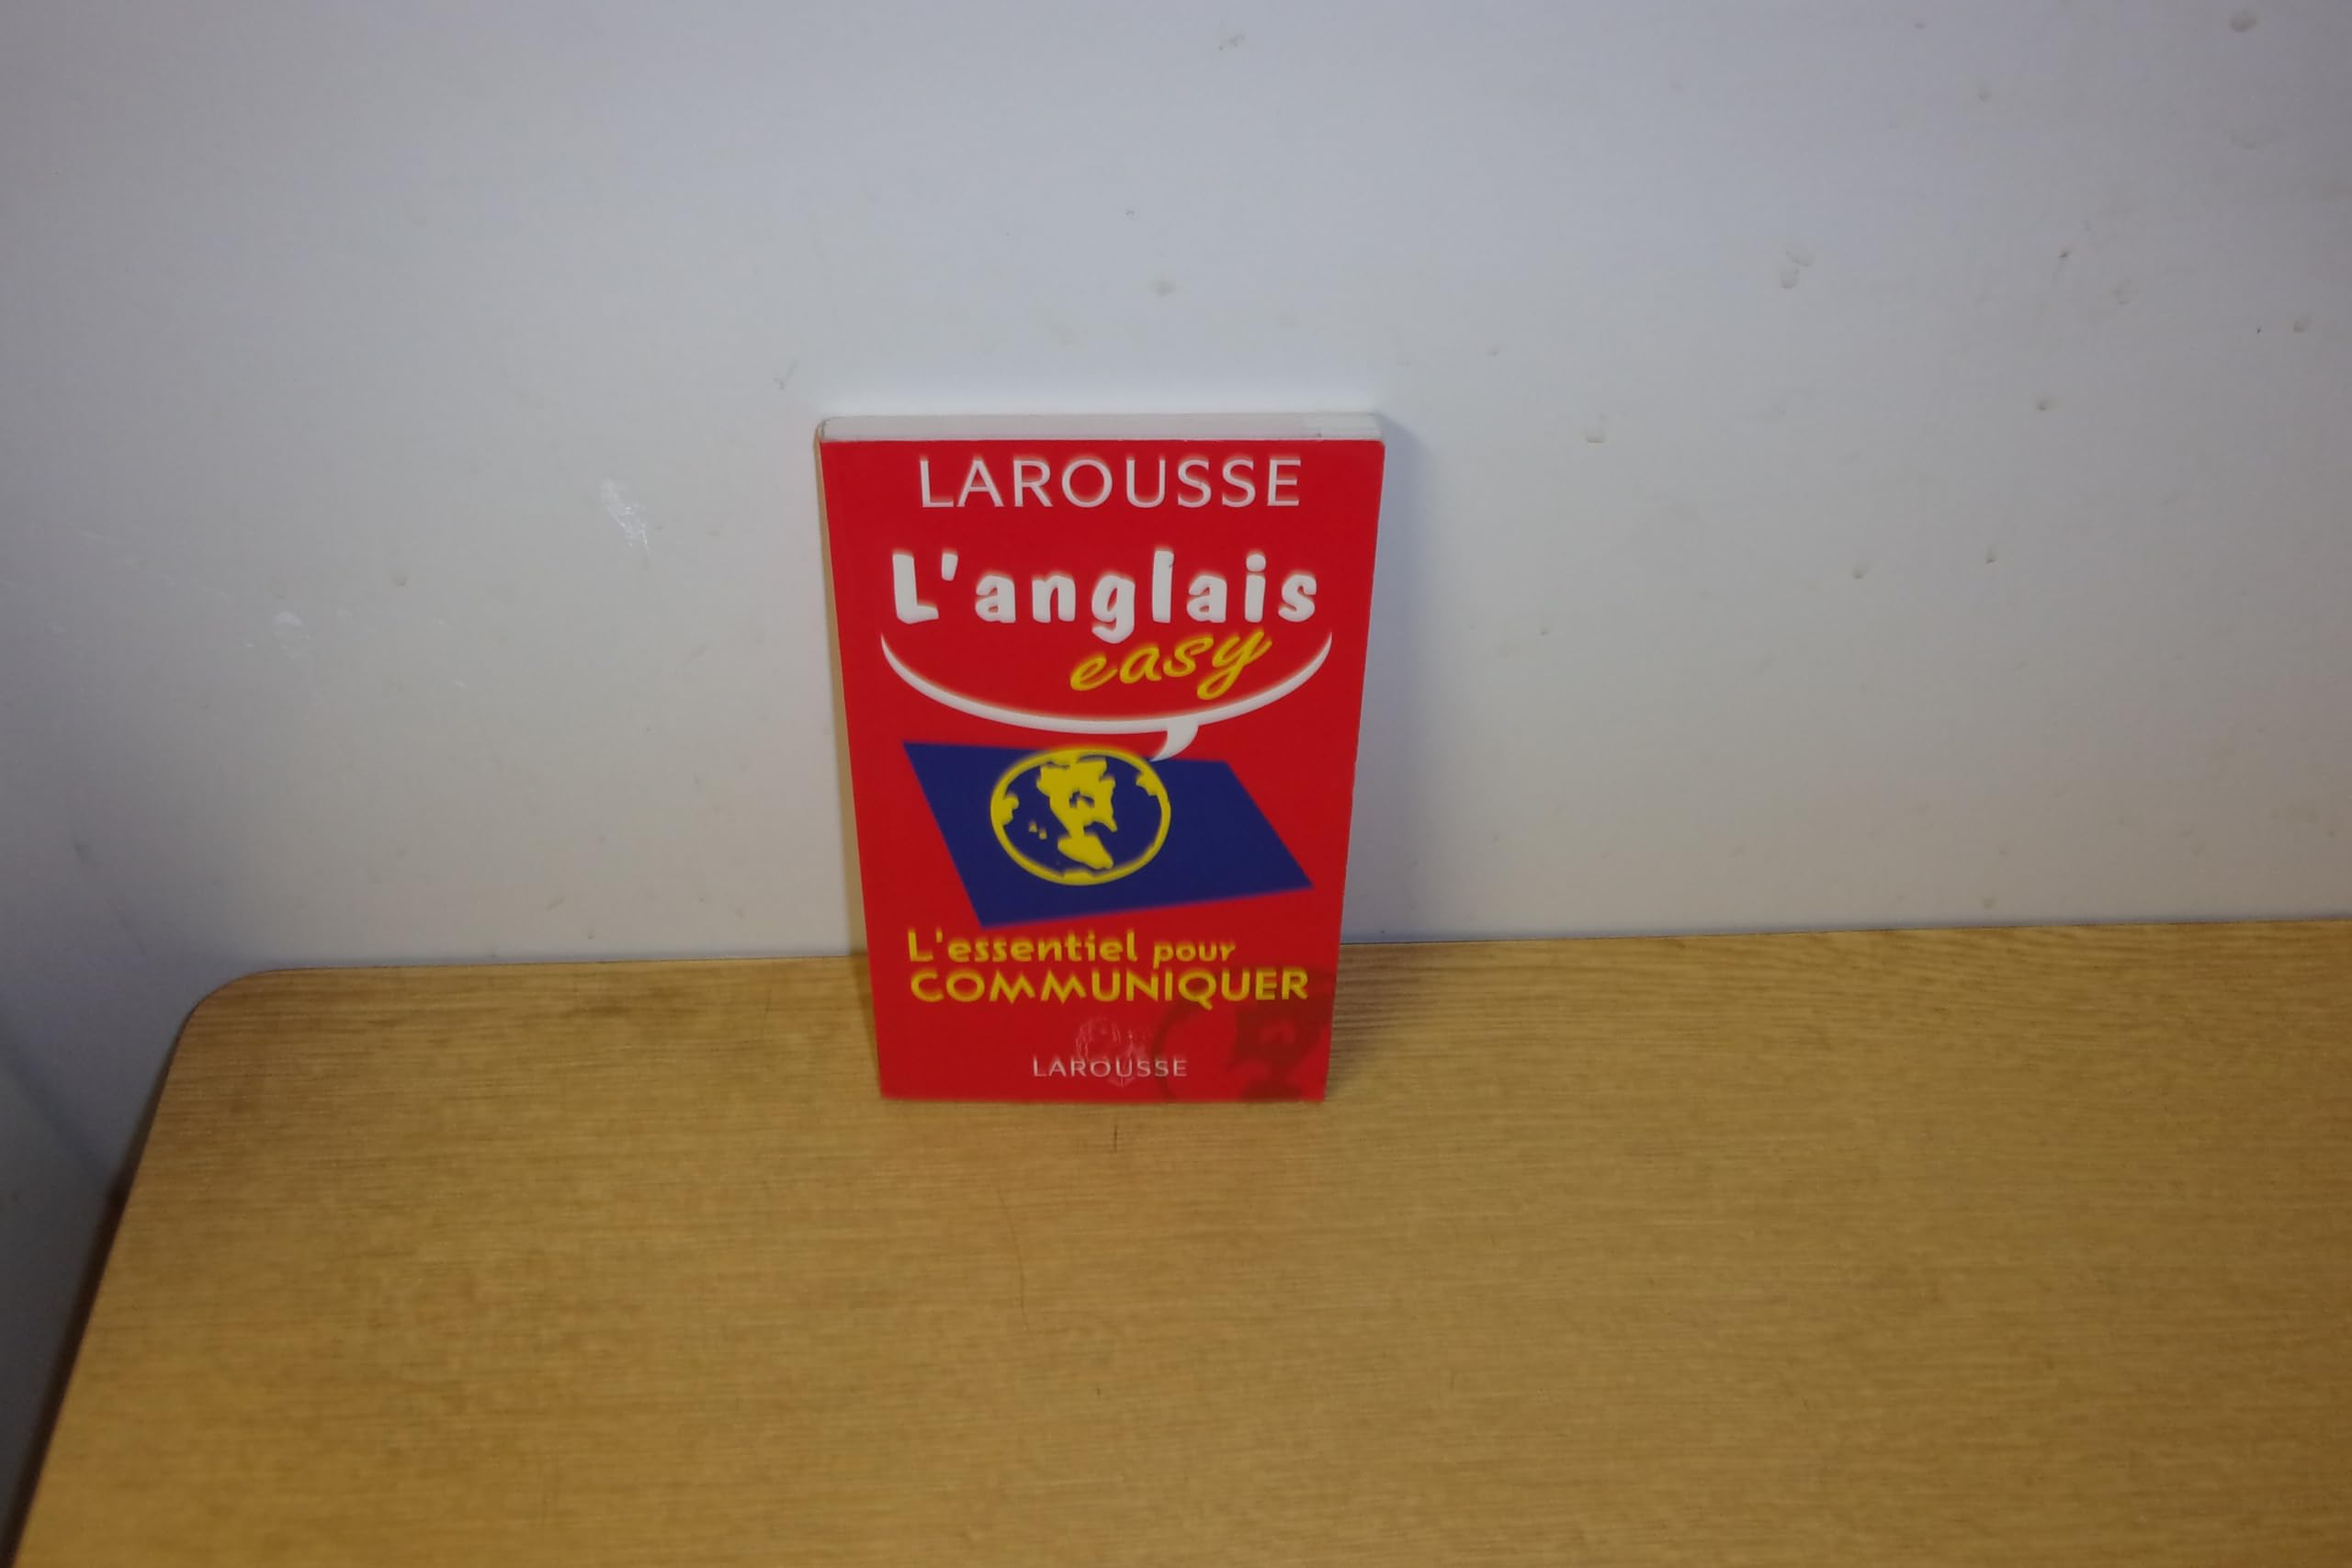 LAROUSSE
L'anglais
easy
L'essentiel pour
COMMUNIQUER
LAROUSSE